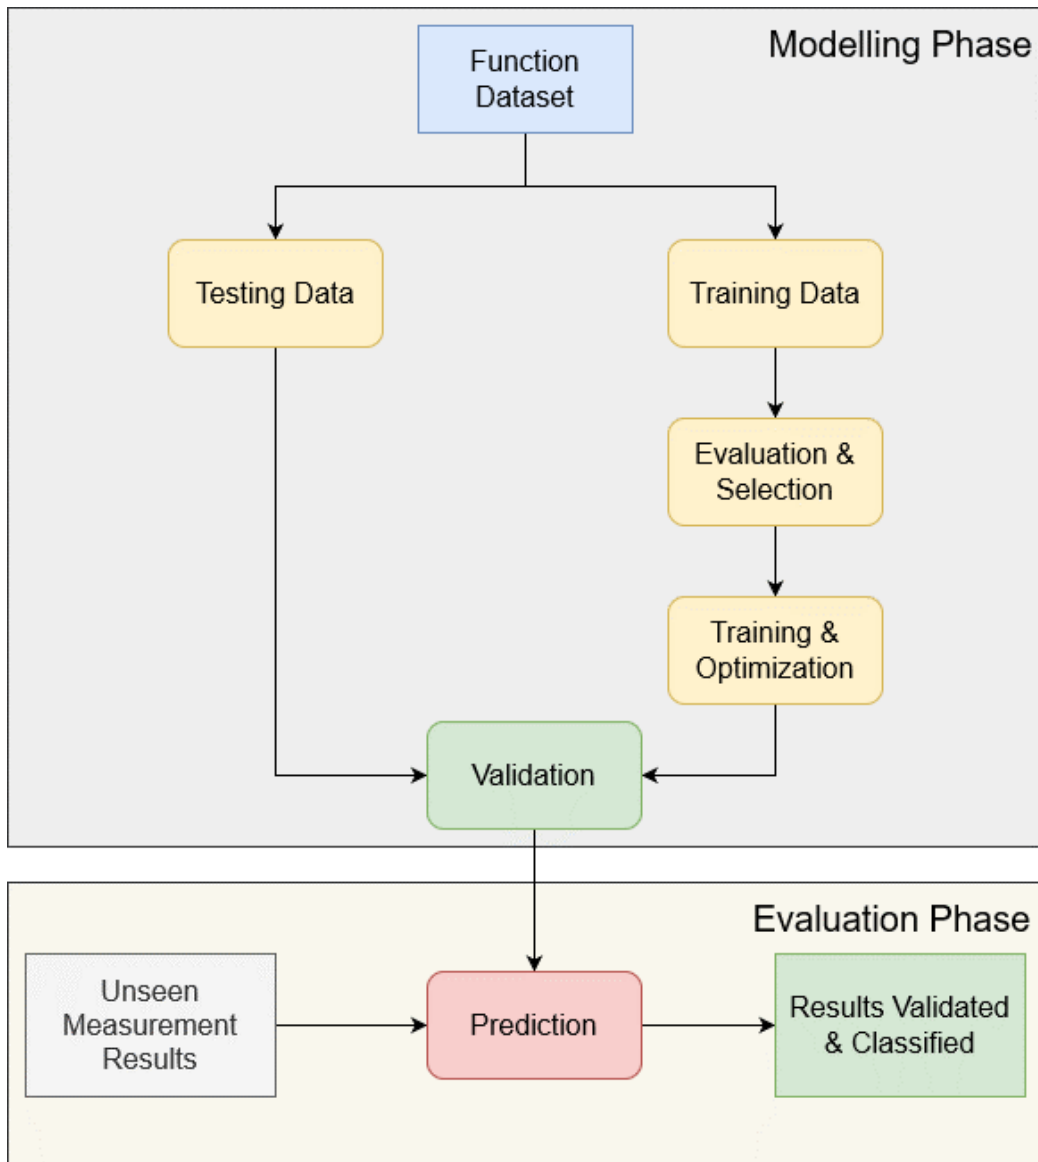 Modelling Phase
Function
Dataset
Testing Data
Training Data
Evaluation &
Selection
Training &
Optimization
Validation
Evaluation Phase
Unseen
Measurement
Results
Prediction
Results Validated
& Classified